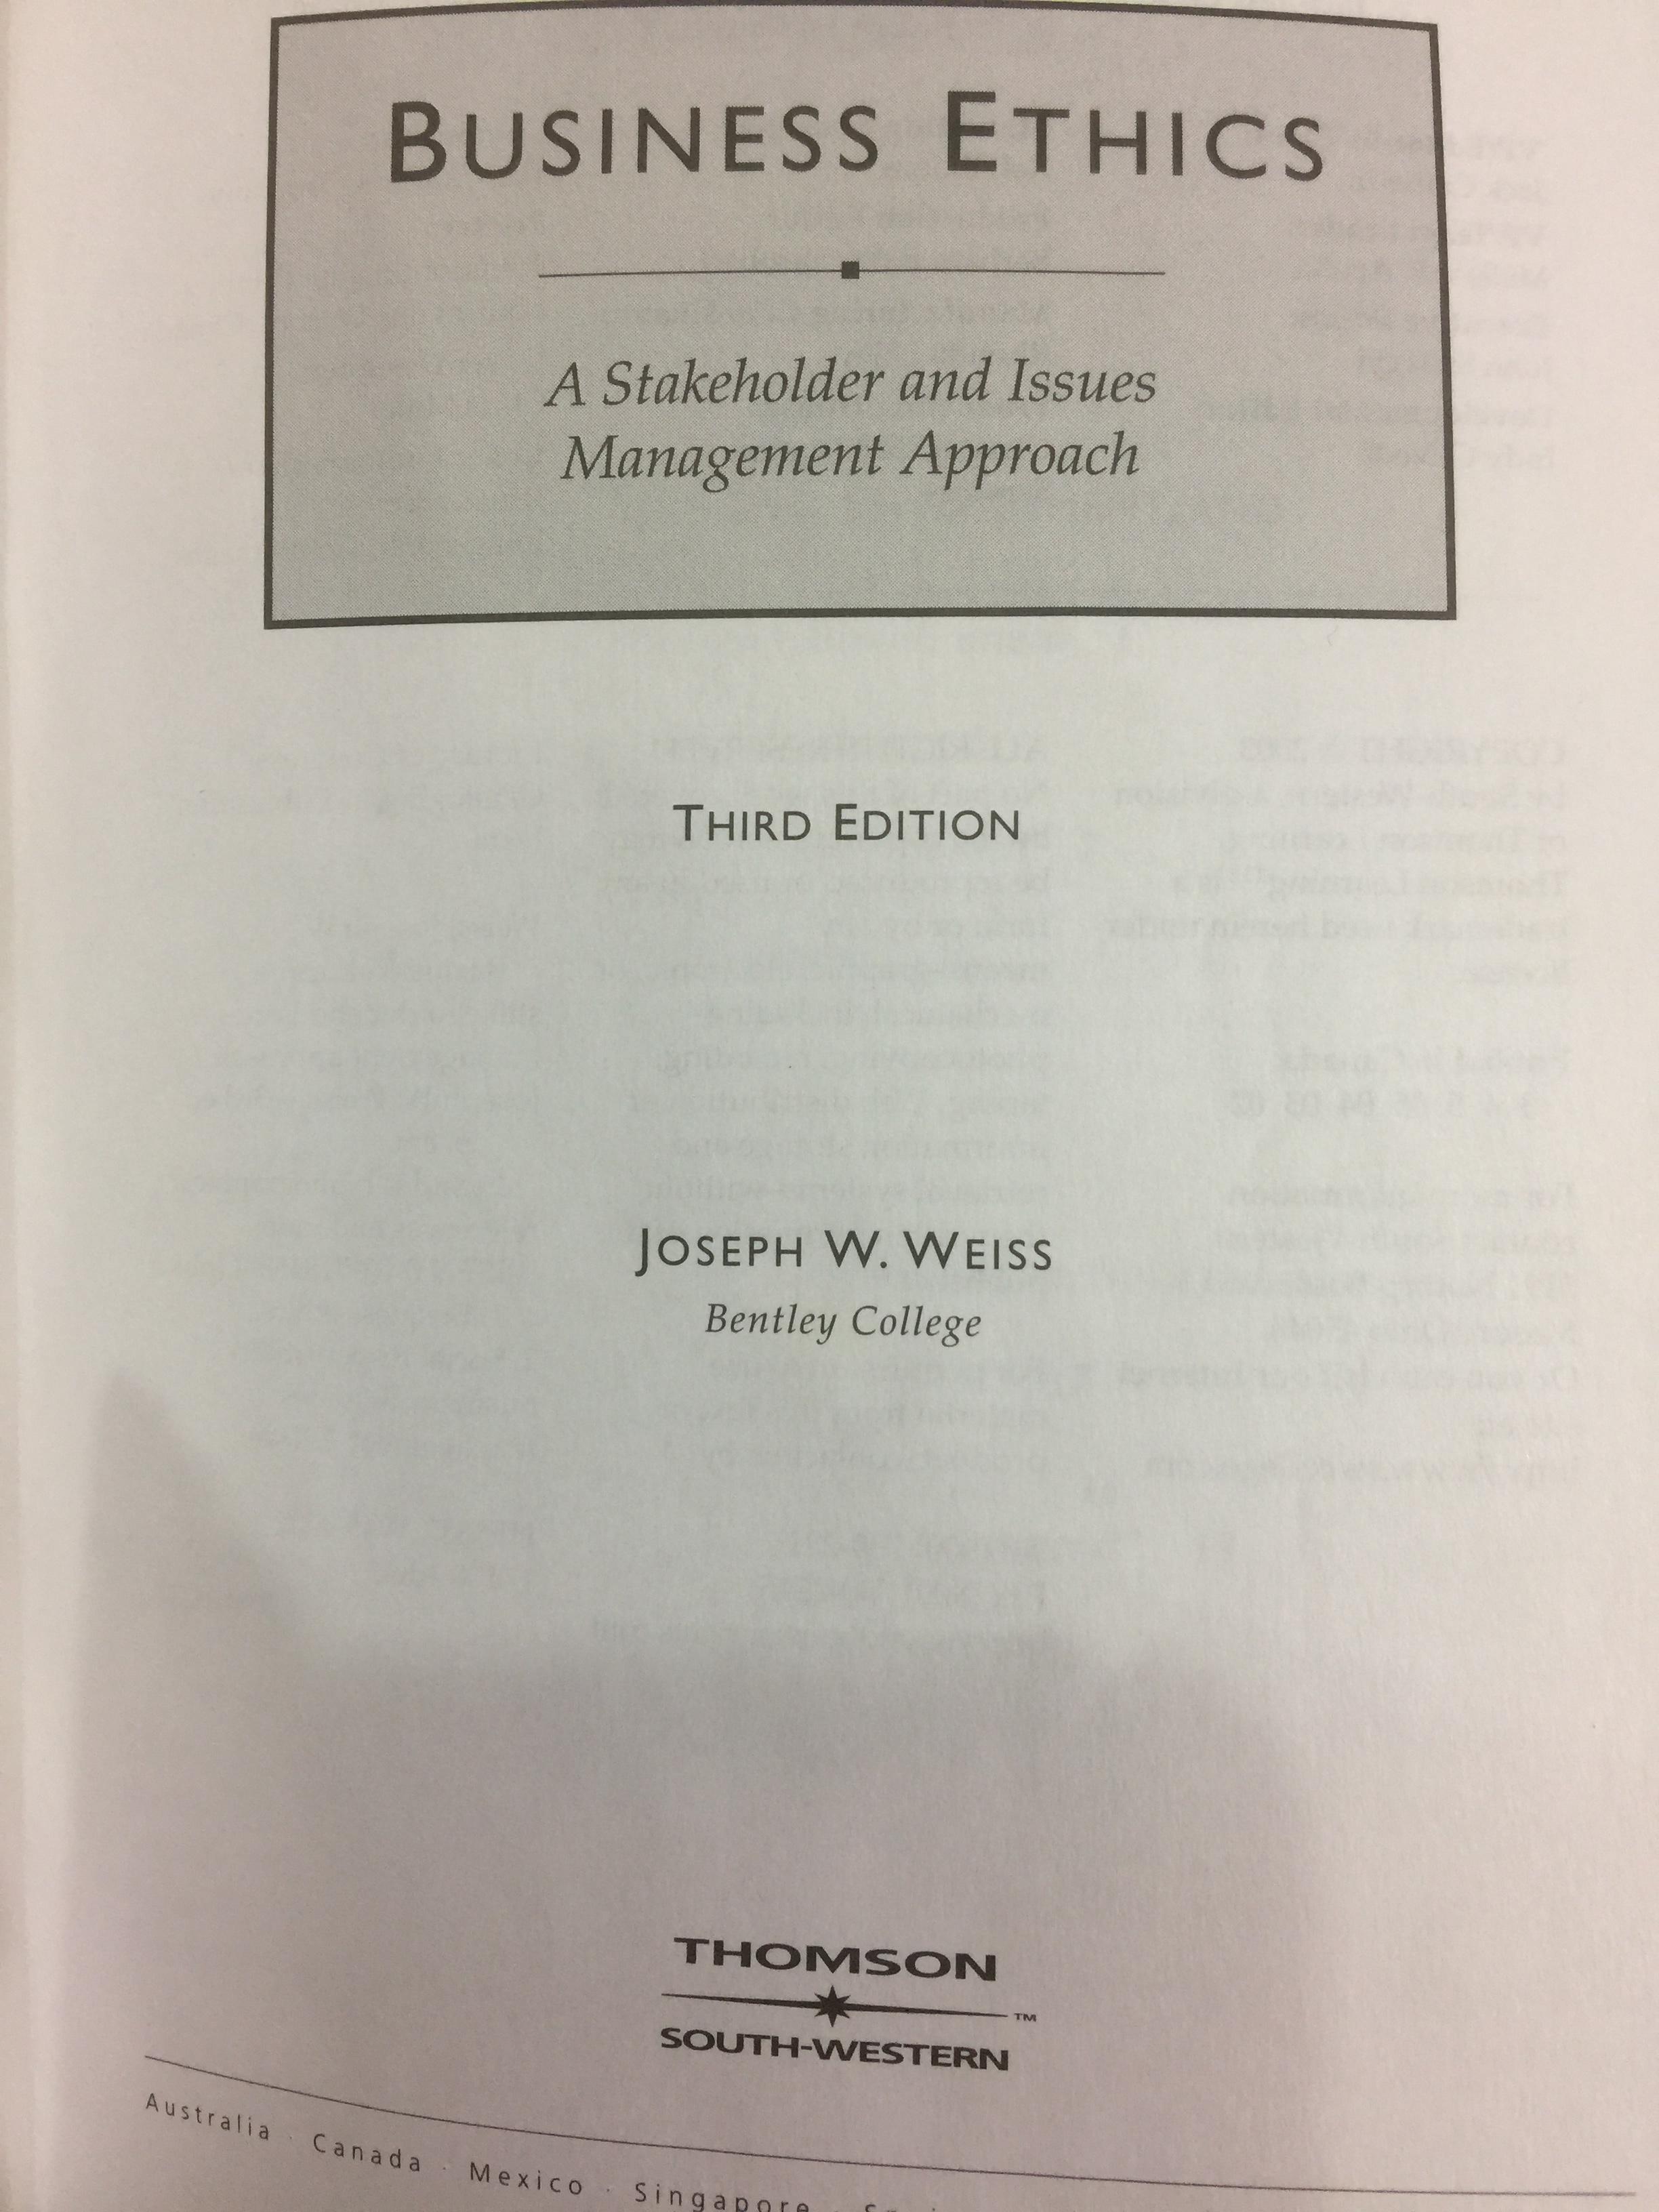 BUSINESS ETHICS
A Stakeholder and Issues
Management Approach
THIRD EDITION
JOSEPH W. WEISS
Bentley College
THOMSON
™
SOUTH-WESTERN
Australia · Canada · Mexico · Singapore ·